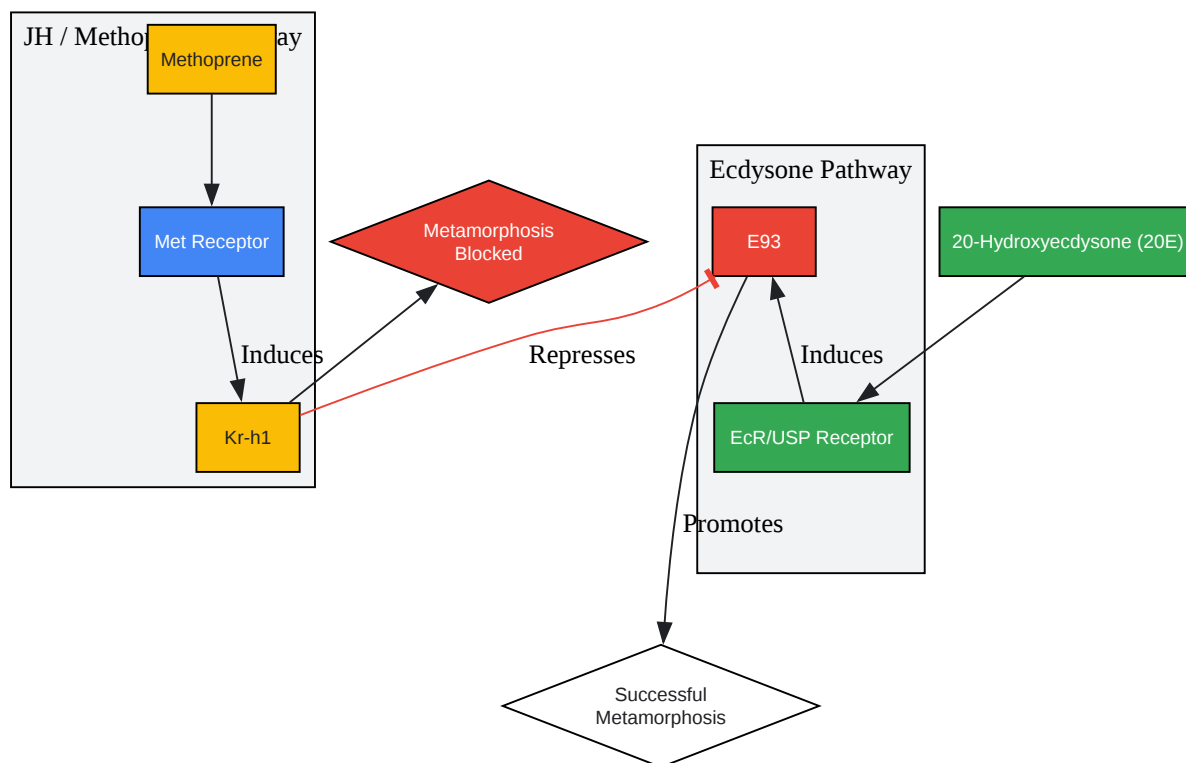 JH / Metho ay
Methoprene
Met Receptor
Induces
Kr-h1
Metamorphosis
Blocked
Represses
Ecdysone Pathway
E93
20-Hydroxyecdysone (20E)
Induces
EcR/USP Receptor
Promotes
Successful
Metamorphosis